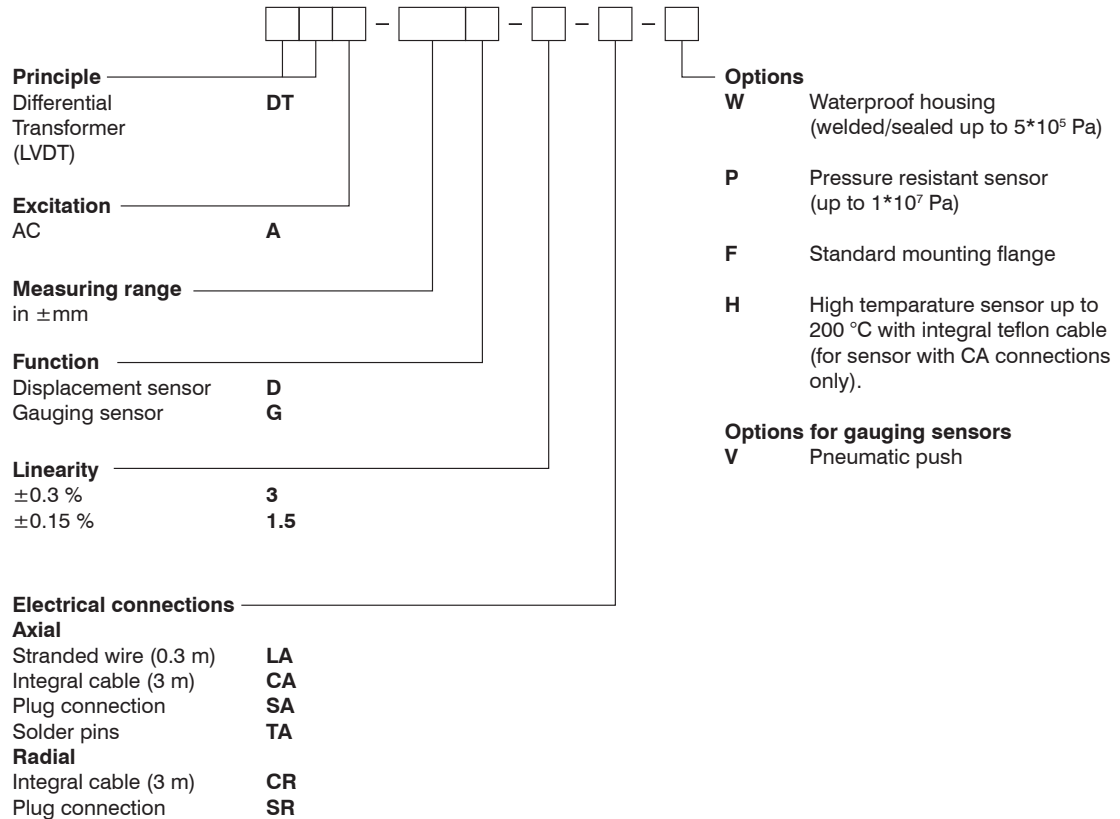 Principle
Differential DT
Transformer
(LVDT)
Excitation
AC A
Measuring range
in ±mm
Function
Displacement sensor D
Gauging sensor G
Linearity
±0.3 % 3
±0.15 % 1.5
Electrical connections
Axial
Stranded wire (0.3 m) LA
Integral cable (3 m) CA
Plug connection SA
Solder pins TA
Radial
Integral cable (3 m) CR
Plug connection SR
Options
W Waterproof housing
(welded/sealed up to 5*10⁵ Pa)
P Pressure resistant sensor
(up to 1*10⁷ Pa)
F Standard mounting flange
H High temparature sensor up to
200 °C with integral teflon cable
(for sensor with CA connections
only).
Options for gauging sensors
V Pneumatic push